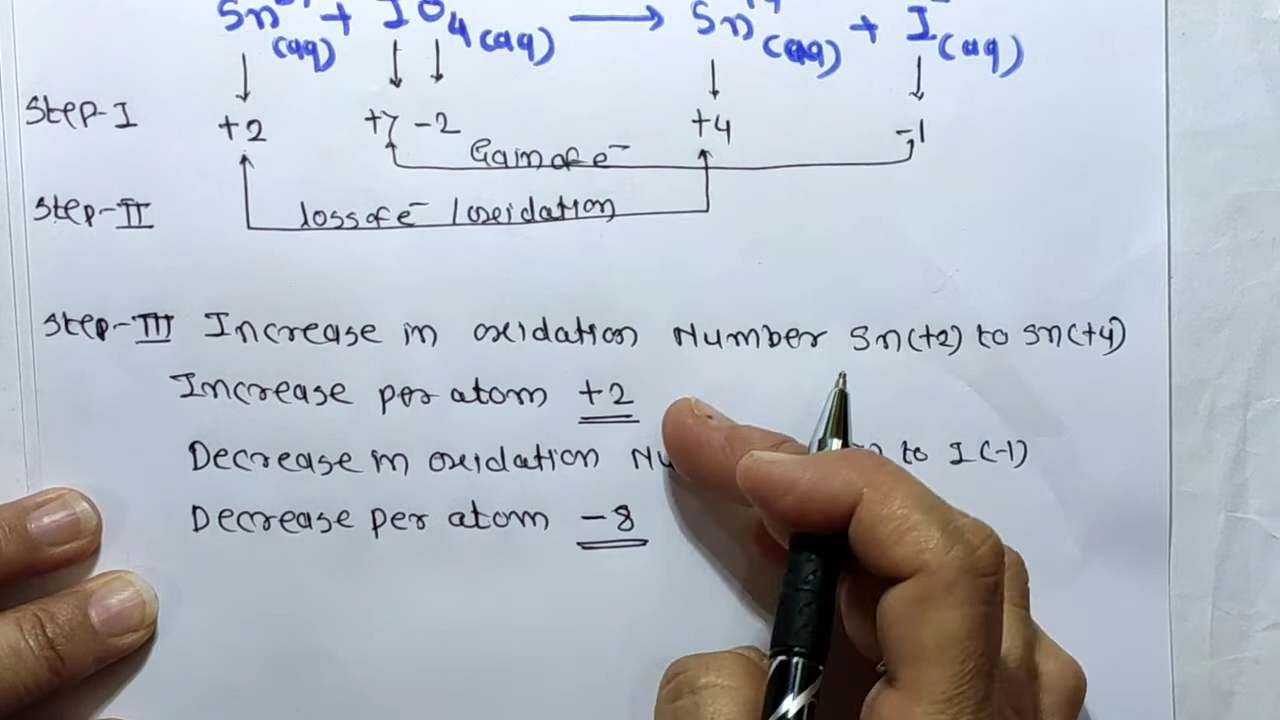 Sn (aq) + IO4 (aq) → Sn (aq) + I- (aq)
Step-I +2 +7 -2 +4 -1
Gain of e-
Step-II loss of e- / oxidation
Step-III Increase in oxidation Number Sn(+2) to Sn(+4)
Increase per atom +2
Decrease in oxidation to I(-1)
Decrease per atom -8